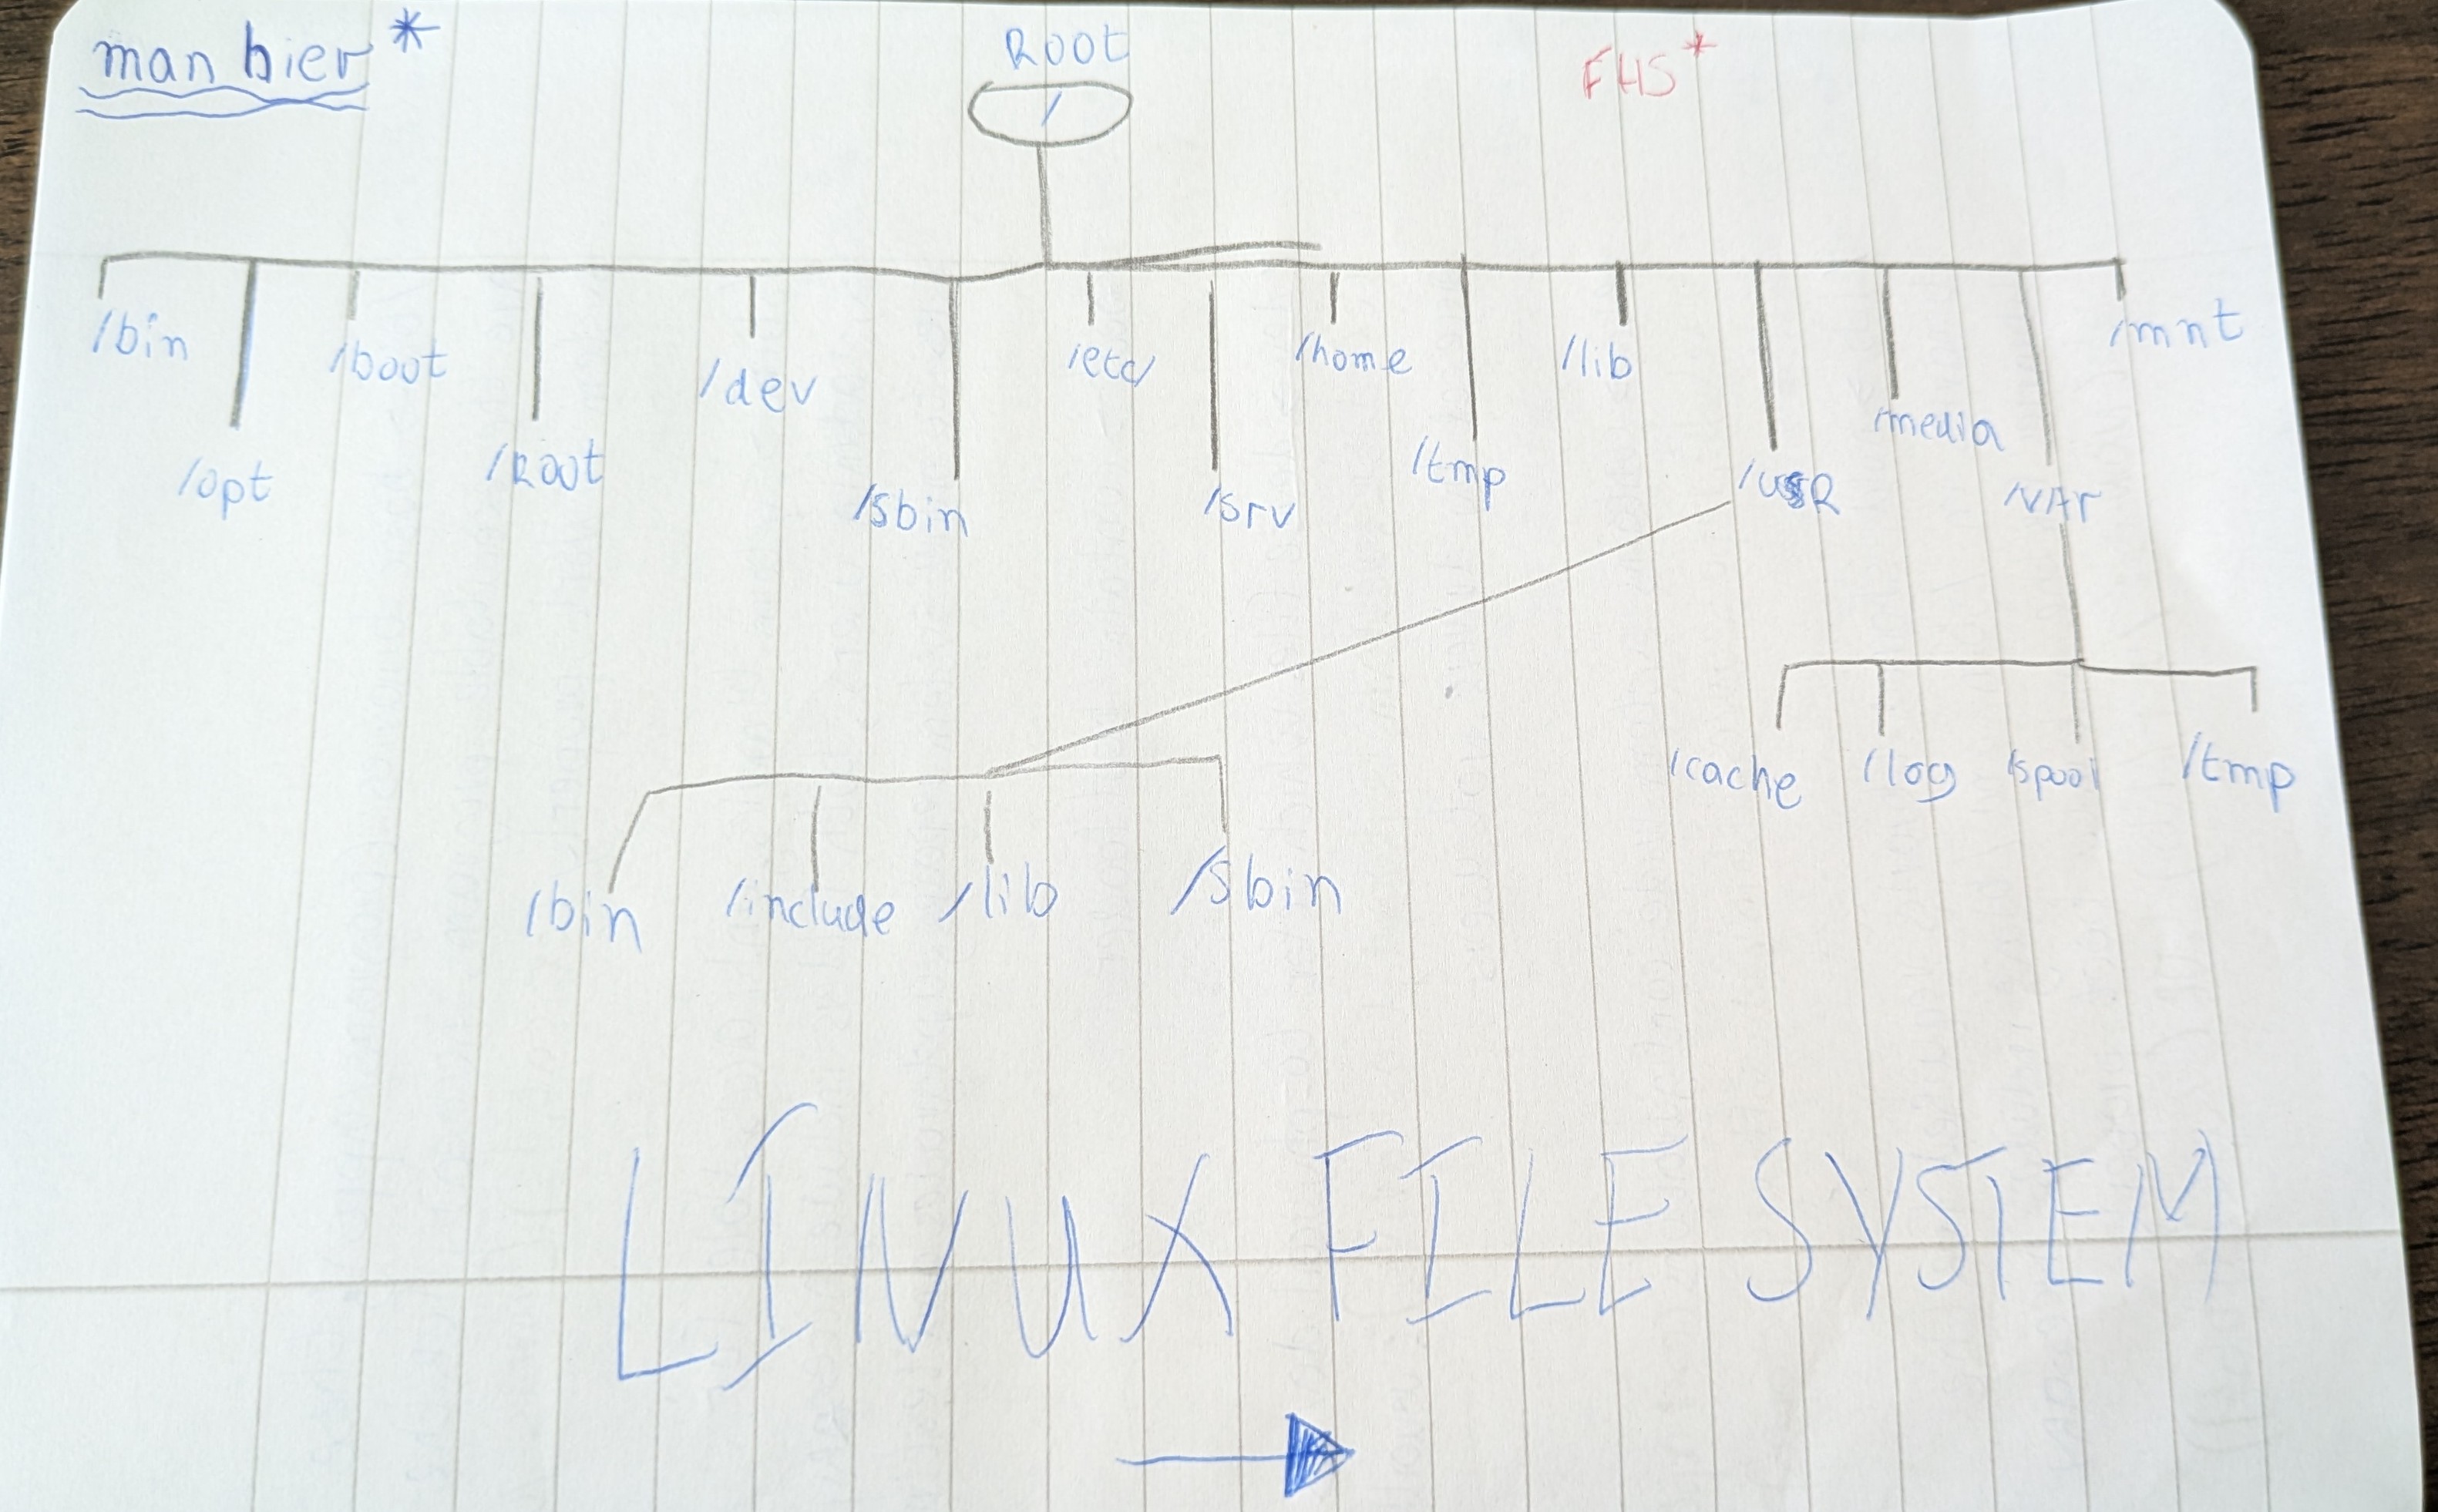 man hier *
Root
FHS *
/
/bin
/opt
/boot
/Root
/dev
/sbin
/etc/
/srv
/home
/tmp
/lib
/usR
/media
/VAr
/mnt
/cache
/log
/spool
/tmp
/bin
/include
/lib
/sbin
LINUX FILE SYSTEM